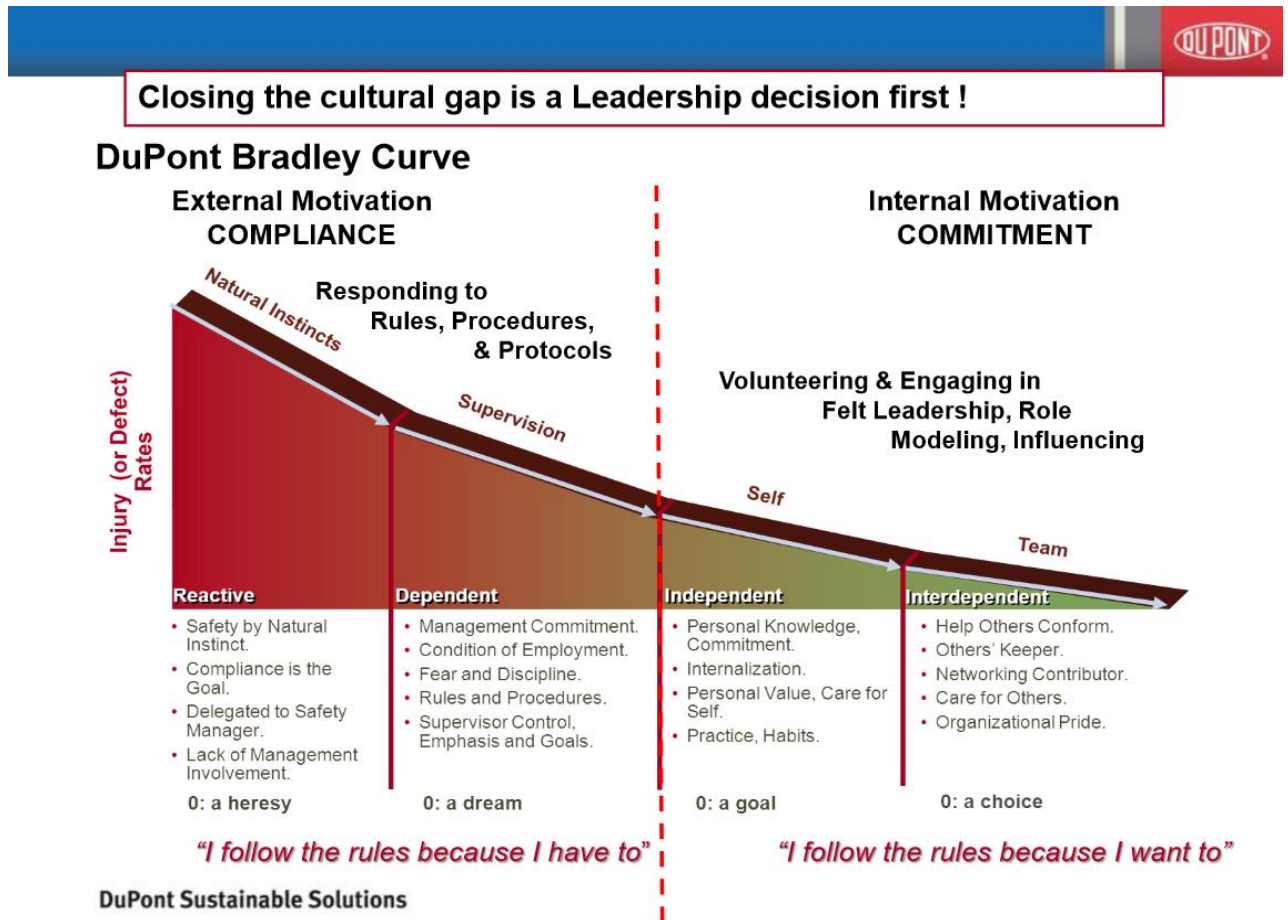 DU PONT
Closing the cultural gap is a Leadership decision first !
DuPont Bradley Curve
External Motivation
COMPLIANCE
Internal Motivation
COMMITMENT
Natural Instincts
Responding to
Rules, Procedures,
& Protocols
Supervision
Volunteering & Engaging in
Felt Leadership, Role
Modeling, Influencing
Self
Team
Injury (or Defect)
Rates
Reactive
• Safety by Natural
Instinct.
• Compliance is the
Goal.
• Delegated to Safety
Manager.
• Lack of Management
Involvement.
0: a heresy
Dependent
• Management Commitment.
• Condition of Employment.
• Fear and Discipline.
• Rules and Procedures.
• Supervisor Control,
Emphasis and Goals.
0: a dream
Independent
• Personal Knowledge,
Commitment.
• Internalization.
• Personal Value, Care for
Self.
• Practice, Habits.
0: a goal
Interdependent
• Help Others Conform.
• Others' Keeper.
• Networking Contributor.
• Care for Others.
• Organizational Pride.
0: a choice
“I follow the rules because I have to”
“I follow the rules because I want to”
DuPont Sustainable Solutions